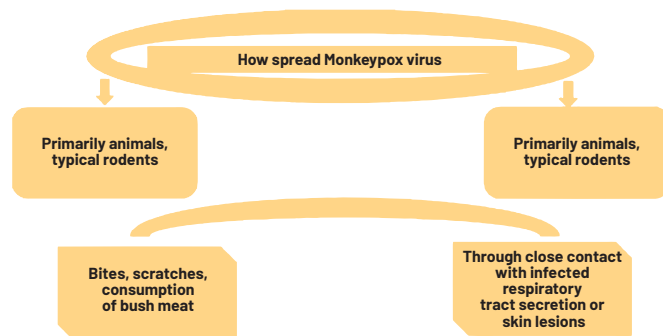 How spread Monkeypox virus
Primarily animals,
typical rodents
Primarily animals,
typical rodents
Bites, scratches,
consumption
of bush meat
Through close contact
with infected
respiratory
tract secretion or
skin lesions